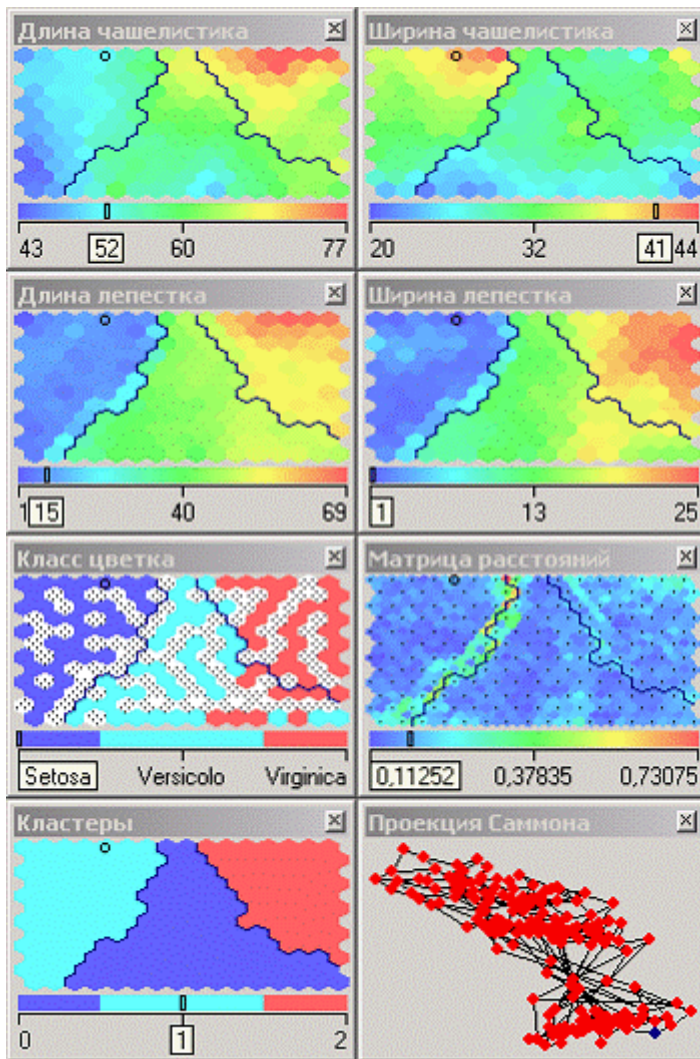 Длина чашелистика
Ширина чашелистика
43 52 60 77
20 32 41 44
Длина лепестка
Ширина лепестка
1 15 40 69
1 13 25
Класс цветка
Матрица расстояний
Setosa Versicolo Virginica
0,11252 0,37835 0,73075
Кластеры
Проекция Саммона
0 1 2